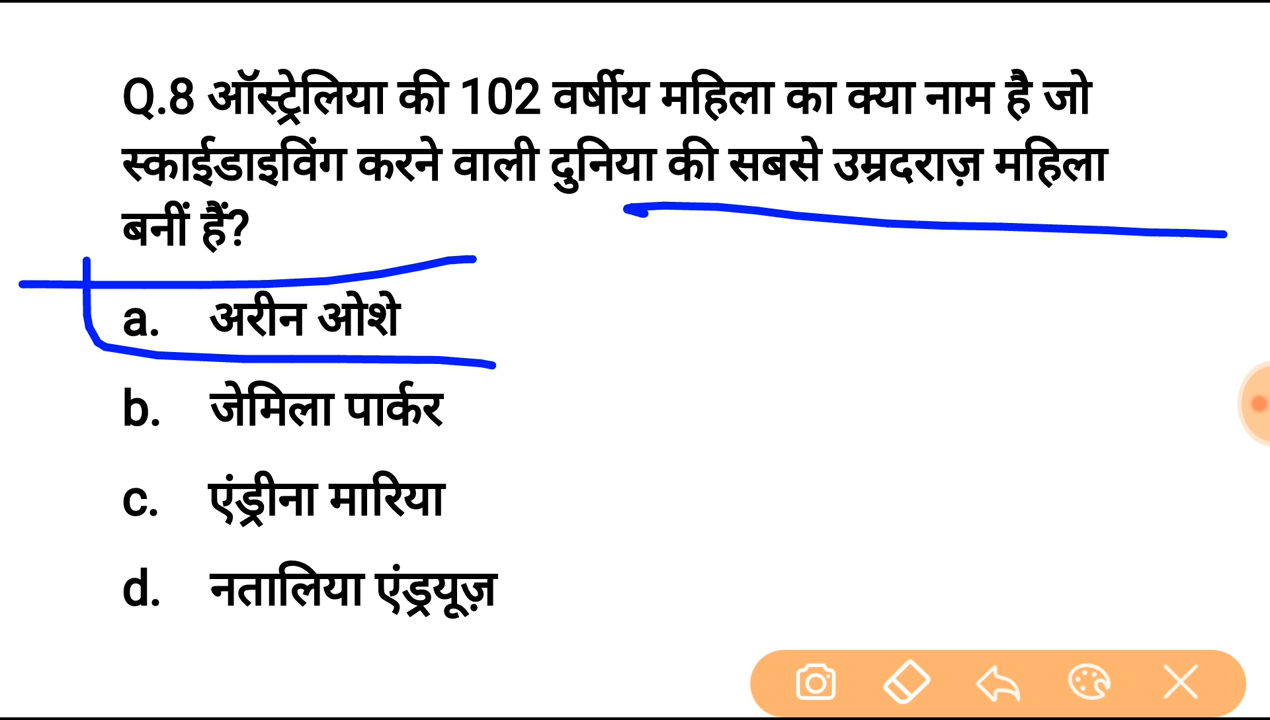 Q.8 ऑस्ट्रेलिया की 102 वर्षीय महिला का क्या नाम है जो
स्काईडाइविंग करने वाली दुनिया की सबसे उम्रदराज़ महिला
बनीं हैं?
a. अरीन ओशे
b. जेमिला पार्कर
c. एंड्रीना मारिया
d. नतालिया एंड्रयूज़